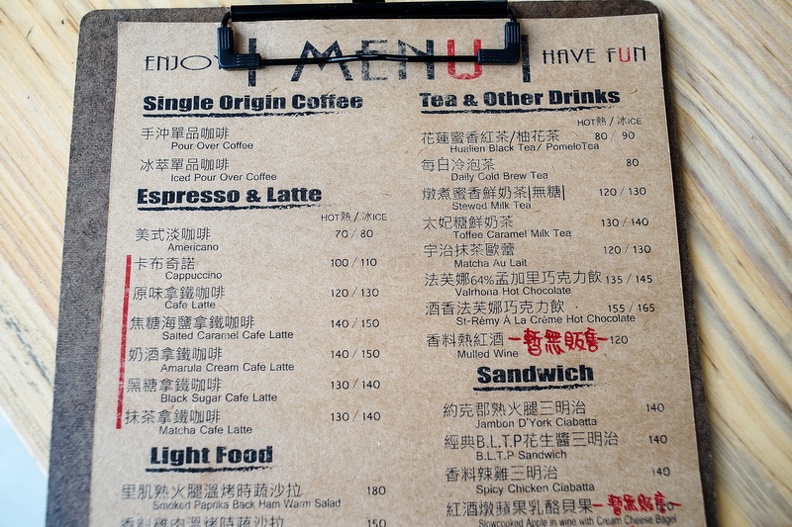 ENJOY | MENU | HAVE FUN
Single Origin Coffee
手沖單品咖啡
Pour Over Coffee
冰萃單品咖啡
Iced Pour Over Coffee
Espresso & Latte
HOT熱 / 冰ICE
美式淡咖啡 70 / 80
Americano
卡布奇諾 100 / 110
Cappuccino
原味拿鐵咖啡 120 / 130
Cafe Latte
焦糖海鹽拿鐵咖啡 140 / 150
Salted Caramel Cafe Latte
奶酒拿鐵咖啡 140 / 150
Amarula Cream Cafe Latte
黑糖拿鐵咖啡 130 / 140
Black Sugar Cafe Latte
抹茶拿鐵咖啡 130 / 140
Matcha Cafe Latte
Light Food
里肌熟火腿溫烤時蔬沙拉 180
Smoked Paprika Back Ham Warm Salad
香料雞肉溫烤時蔬沙拉 150
Tea & Other Drinks
HOT熱 / 冰ICE
花蓮蜜香紅茶/柚花茶 80 / 90
Hualien Black Tea/ PomeloTea
每日冷泡茶 80
Daily Cold Brew Tea
燉煮蜜香鮮奶茶|無糖| 120 / 130
Stewed Milk Tea
太妃糖鮮奶茶 130 / 140
Toffee Caramel Milk Tea
宇治抹茶歐蕾 120 / 130
Matcha Au Lait
法芙娜64%孟加里巧克力飲 135 / 145
Valrhona Hot Chocolate
酒香法芙娜巧克力飲 155 / 165
St-Rémy À La Crème Hot Chocolate
香料熱紅酒 暫無販售 120
Mulled Wine
Sandwich
約克郡熟火腿三明治 140
Jambon D'York Ciabatta
經典B.L.T.P花生醬三明治 140
B.L.T.P Sandwich
香料辣雞三明治 140
Spicy Chicken Ciabatta
紅酒燉蘋果乳酪貝果 暫無販售
Slowcooked Apple in wine with Cream Cheese Bagel